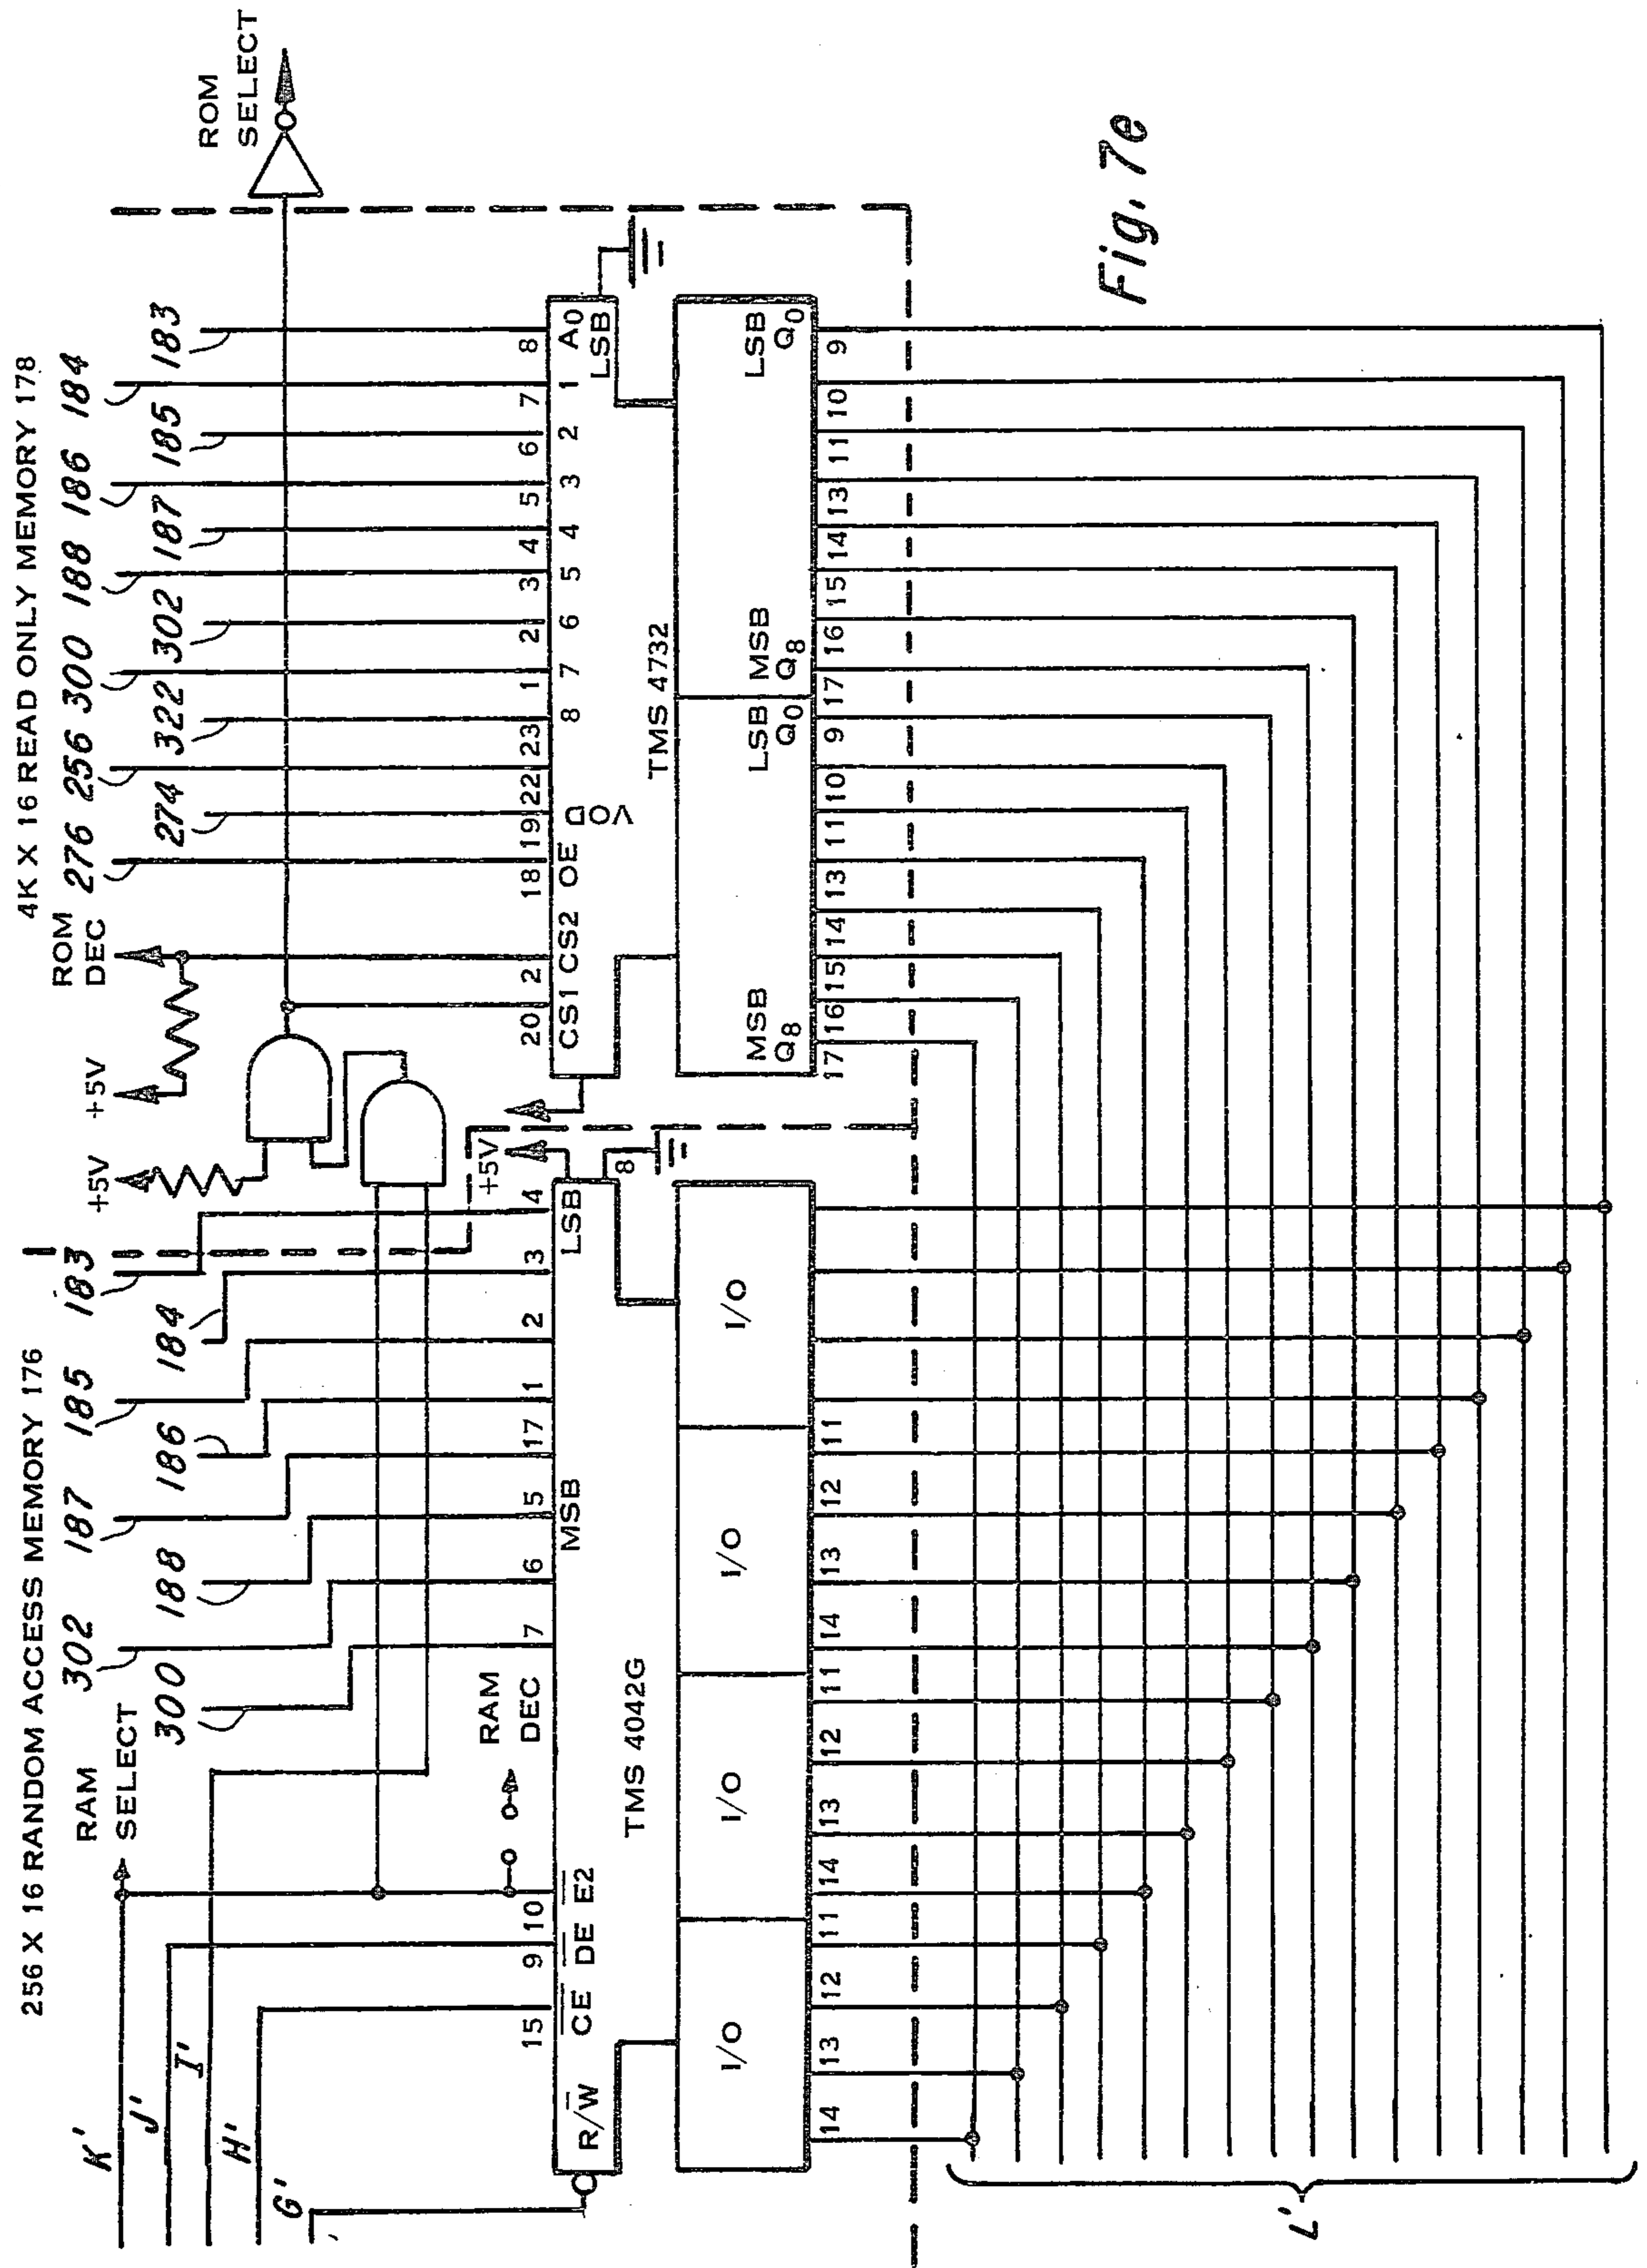 256 X 16 RANDOM ACCESS MEMORY 176
4K X 16 READ ONLY MEMORY 178
K'
J'
I'
H'
G'
RAM
SELECT
302 187 185 183
300 188 186 184
+5V
+5V
ROM
DEC
276 256 300 188 186 184
274 322 302 187 185 183
ROM
SELECT
RAM
DEC
+5V
8
15 9 10 7 6 5 17 1 2 3 4
R/W̅ C̅E̅ D̅E̅ E̅2̅ MSB LSB
TMS 4042G
I/O I/O I/O I/O
14 13 12 11 14 13 12 11 14 13 12 11
20 2 18 19 22 23 1 2 3 4 5 6 7 8
CS1 CS2 OE VOD 8 7 6 5 4 3 2 1 A0
LSB
TMS 4732
MSB LSB MSB LSB
Q8 Q0 Q8 Q0
17 16 15 14 13 11 10 9 17 16 15 14 13 11 10 9
L'
Fig. 7e